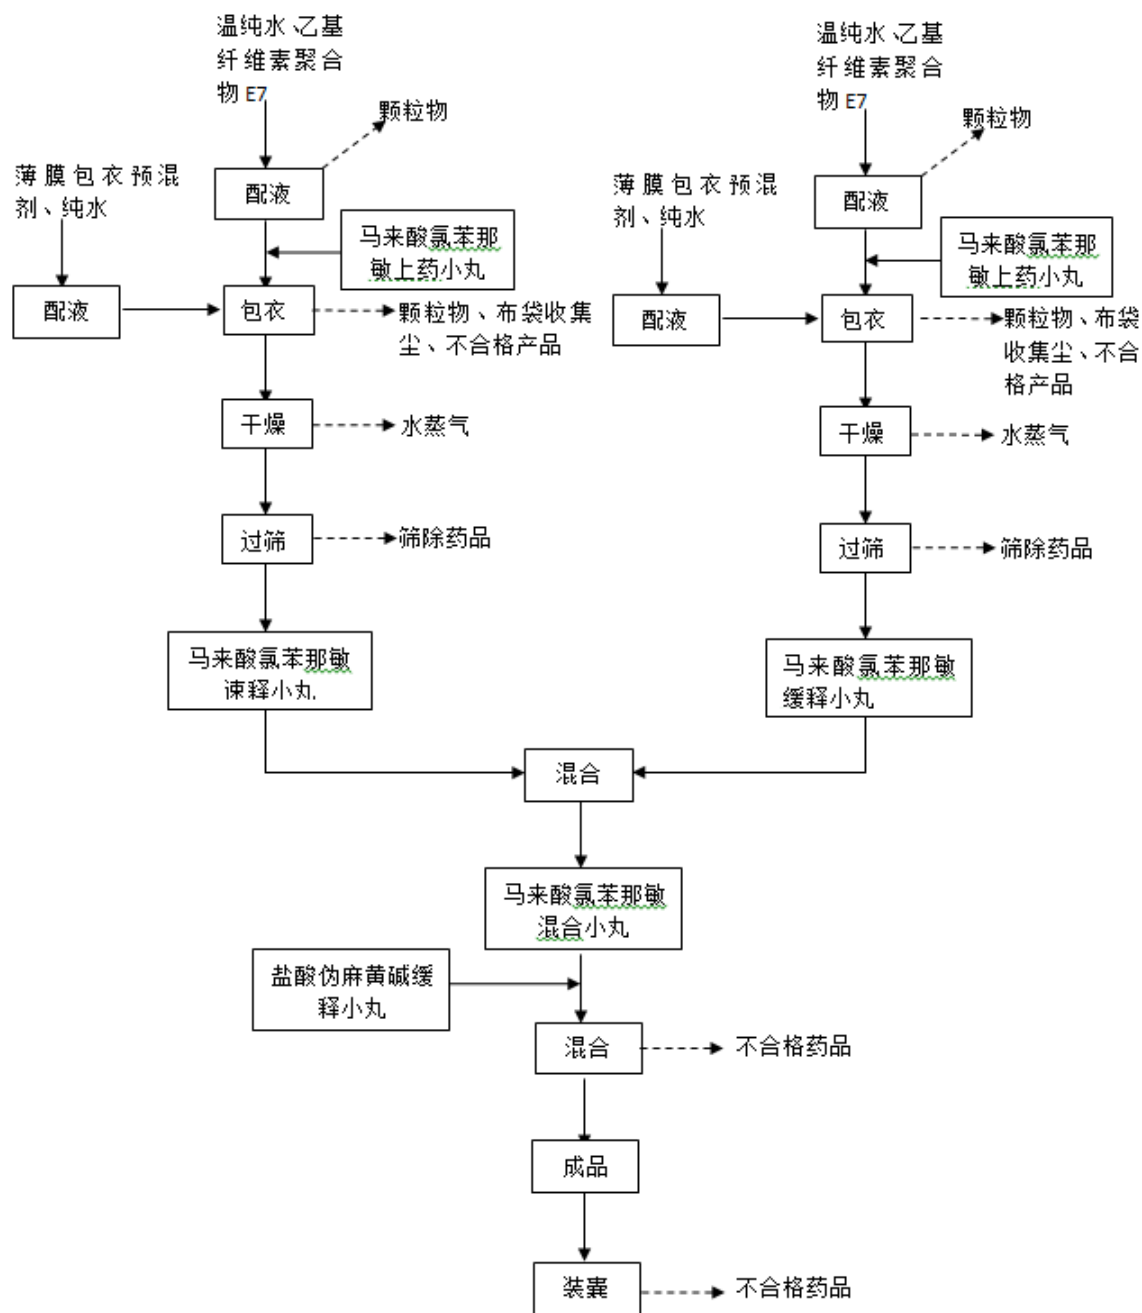 温纯水、乙基
纤维素聚合
物E7
颗粒物
薄膜包衣预混
剂、纯水
配液
马来酸氯苯那
敏上药小丸
配液
包衣
颗粒物、布袋收集
尘、不合格产品
干燥
水蒸气
过筛
筛除药品
马来酸氯苯那敏
速释小丸
温纯水、乙基
纤维素聚合
物E7
颗粒物
薄膜包衣预混
剂、纯水
配液
马来酸氯苯那
敏上药小丸
配液
包衣
颗粒物、布袋
收集尘、不合
格产品
干燥
水蒸气
过筛
筛除药品
马来酸氯苯那敏
缓释小丸
混合
马来酸氯苯那敏
混合小丸
盐酸伪麻黄碱缓
释小丸
混合
不合格药品
成品
装囊
不合格药品